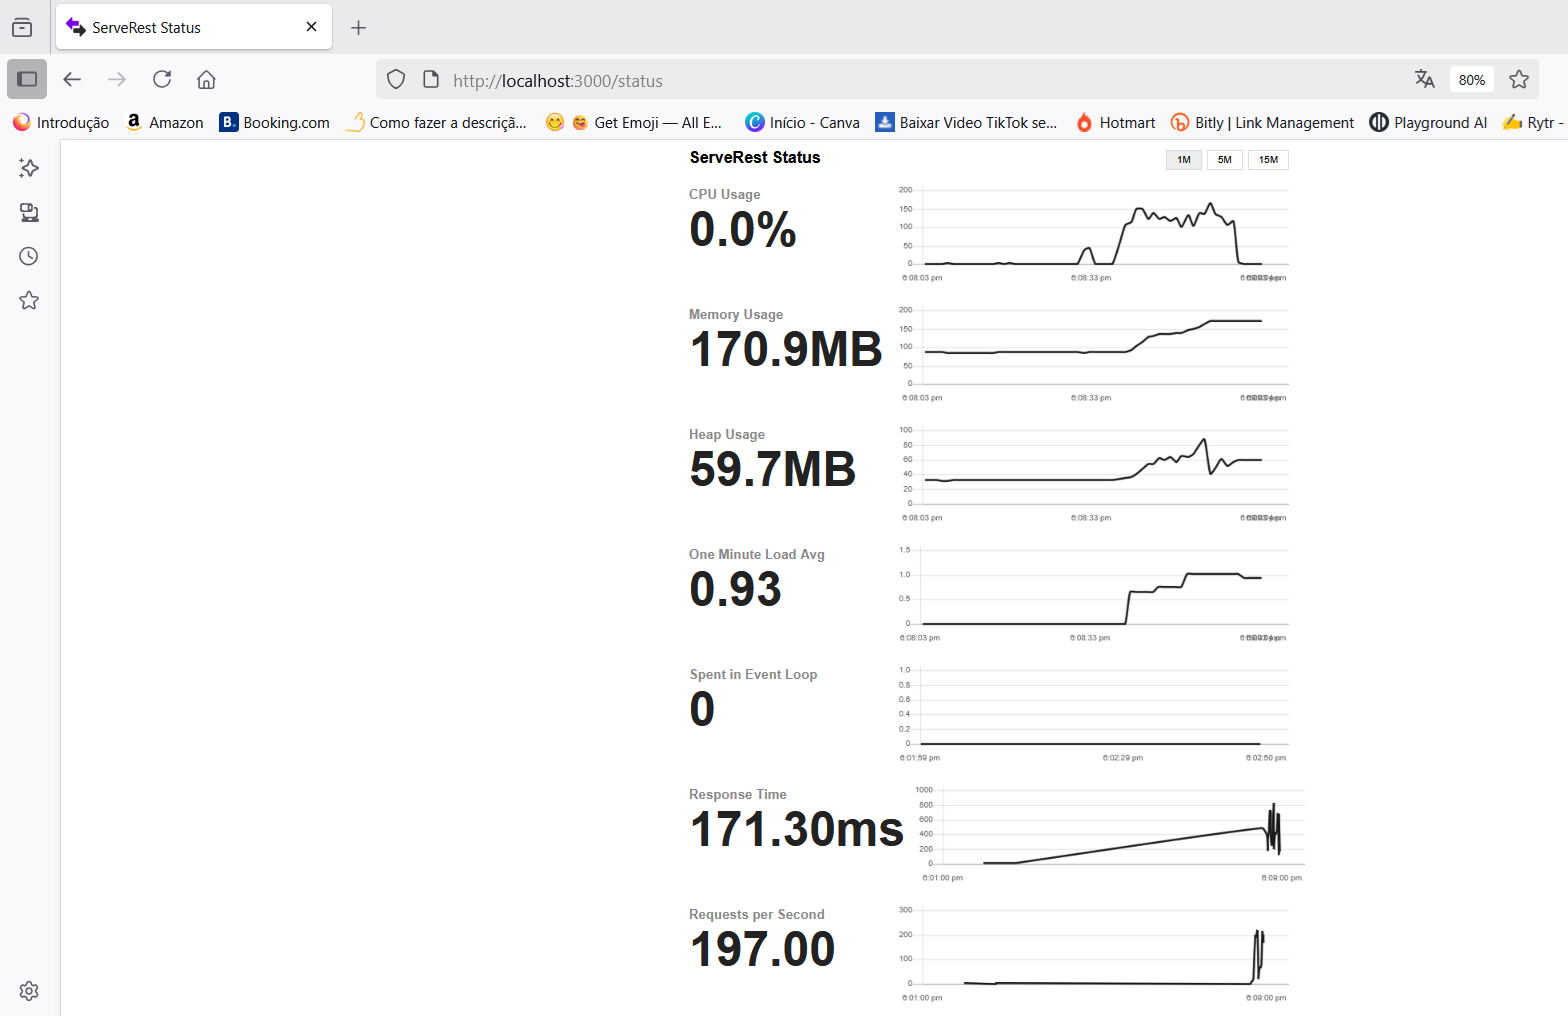 ServeRest Status
http://localhost:3000/status
80%
Introdução
Amazon
Booking.com
Como fazer a descriçã...
Get Emoji — All E...
Início - Canva
Baixar Video TikTok se...
Hotmart
Bitly | Link Management
Playground AI
Rytr -
ServeRest Status
1M 5M 15M
CPU Usage
0.0%
200
150
100
50
0
6:08:03 pm 6:08:33 pm
Memory Usage
170.9MB
200
150
100
50
0
6:08:03 pm 6:08:33 pm
Heap Usage
59.7MB
100
80
60
40
20
0
6:08:03 pm 6:08:33 pm
One Minute Load Avg
0.93
1.5
1.0
0.5
0
6:08:03 pm 6:08:33 pm
Spent in Event Loop
0
1.0
0.8
0.6
0.4
0.2
0
6:01:59 pm 6:02:29 pm 6:02:50 pm
Response Time
171.30ms
1000
800
600
400
200
0
6:01:00 pm 6:09:00 pm
Requests per Second
197.00
300
200
100
0
6:01:00 pm 6:09:00 pm